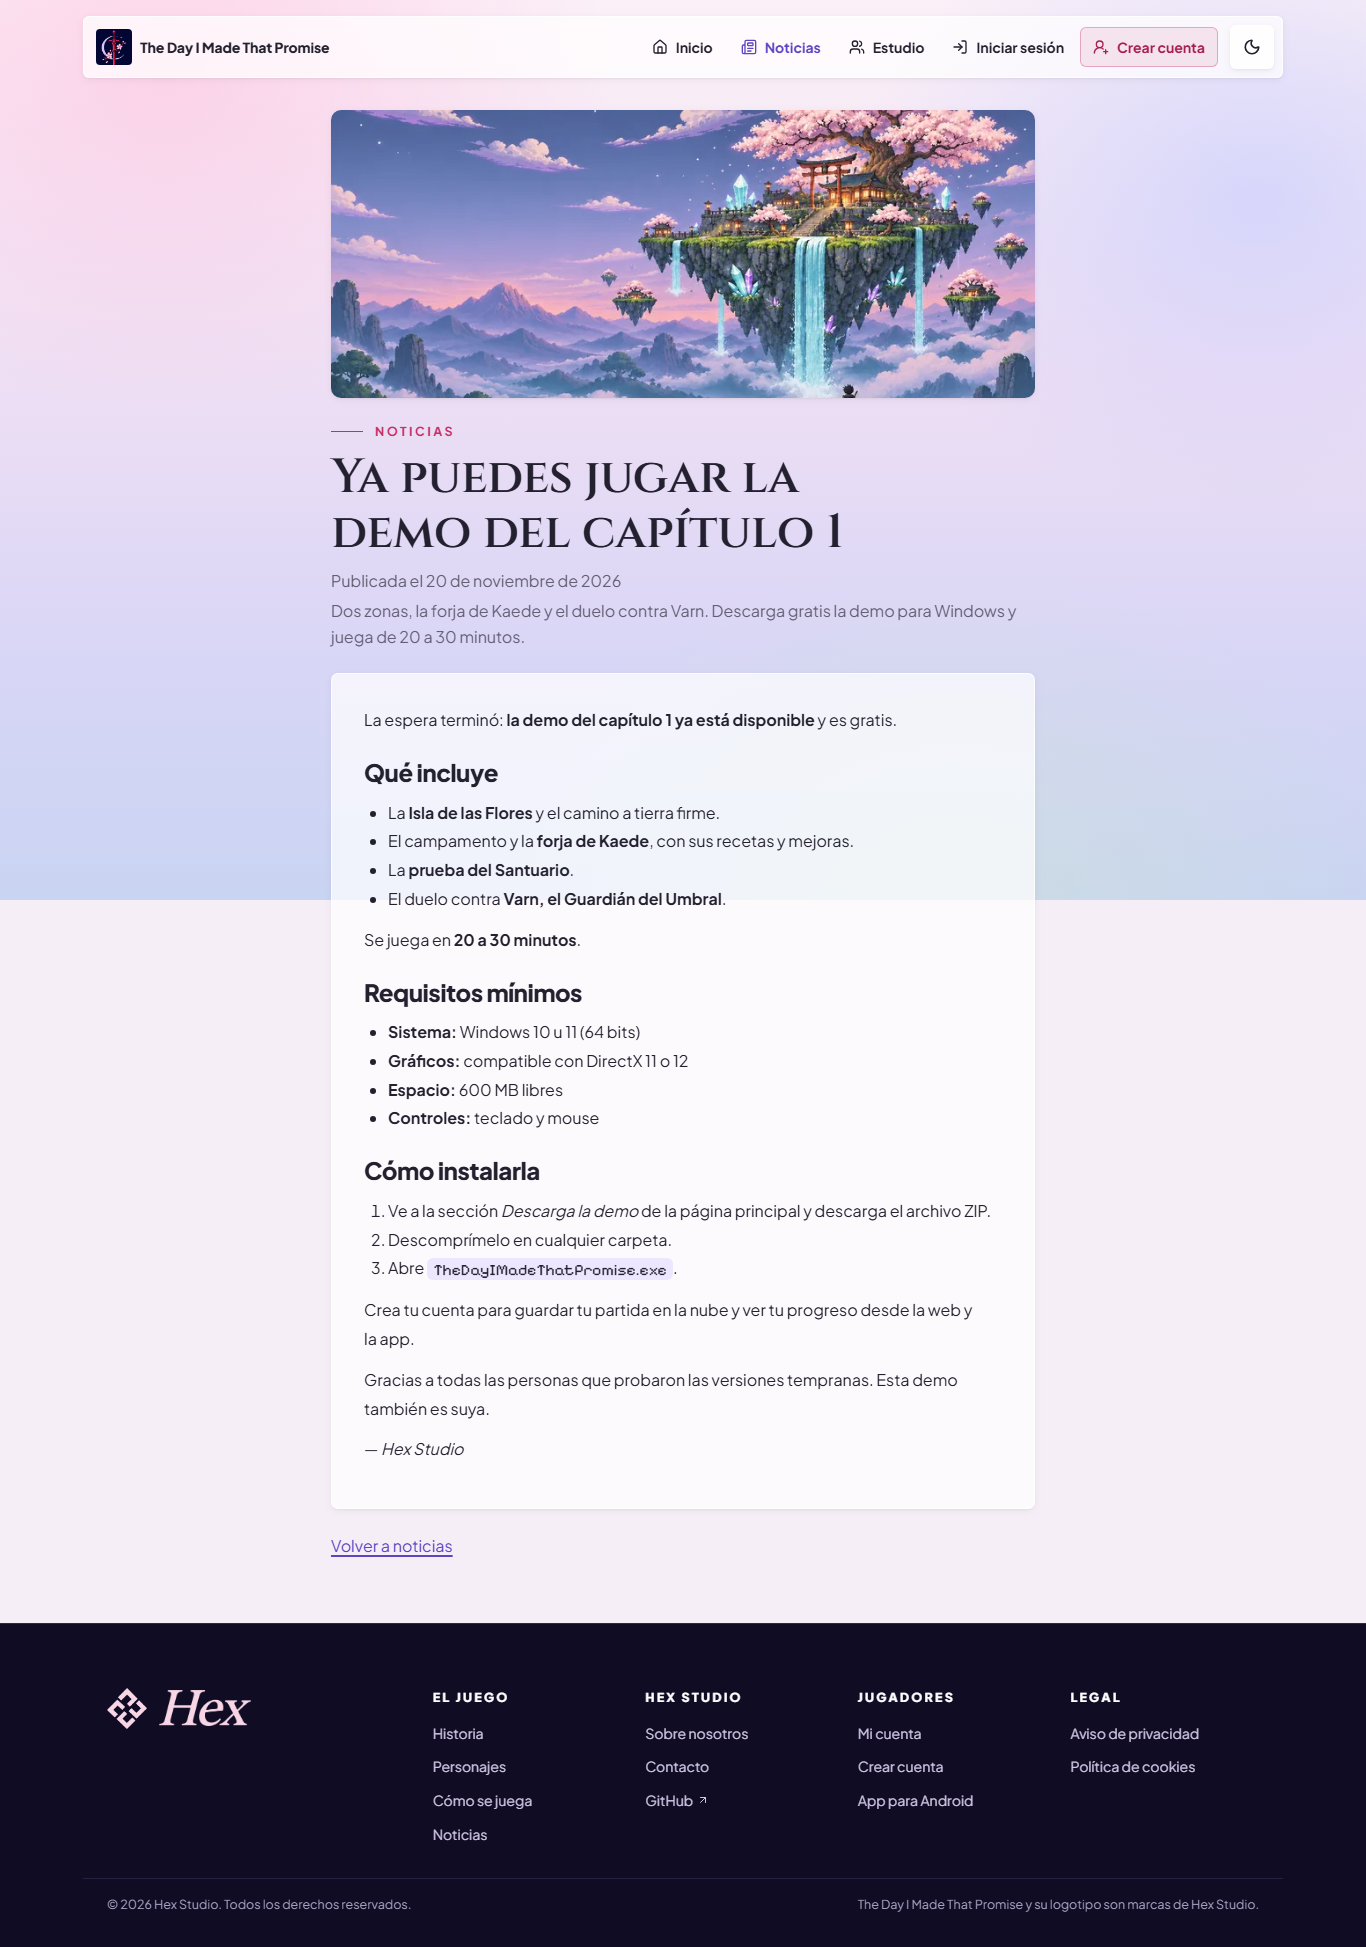 The Day I Made That Promise
Inicio
Noticias
Estudio
Iniciar sesión
Crear cuenta
NOTICIAS
Ya puedes jugar la
demo del capítulo 1
Publicada el 20 de noviembre de 2026
Dos zonas, la forja de Kaede y el duelo contra Varn. Descarga gratis la demo para Windows y
juega de 20 a 30 minutos.
La espera terminó: la demo del capítulo 1 ya está disponible y es gratis.
Qué incluye
• La Isla de las Flores y el camino a tierra firme.
• El campamento y la forja de Kaede, con sus recetas y mejoras.
• La prueba del Santuario.
• El duelo contra Varn, el Guardián del Umbral.
Se juega en 20 a 30 minutos.
Requisitos mínimos
• Sistema: Windows 10 u 11 (64 bits)
• Gráficos: compatible con DirectX 11 o 12
• Espacio: 600 MB libres
• Controles: teclado y mouse
Cómo instalarla
1. Ve a la sección Descarga la demo de la página principal y descarga el archivo ZIP.
2. Descomprímelo en cualquier carpeta.
3. Abre TheDayIMadeThatPromise.exe.
Crea tu cuenta para guardar tu partida en la nube y ver tu progreso desde la web y
la app.
Gracias a todas las personas que probaron las versiones tempranas. Esta demo
también es suya.
— Hex Studio
Volver a noticias
Hex
EL JUEGO
Historia
Personajes
Cómo se juega
Noticias
HEX STUDIO
Sobre nosotros
Contacto
GitHub
JUGADORES
Mi cuenta
Crear cuenta
App para Android
LEGAL
Aviso de privacidad
Política de cookies
© 2026 Hex Studio. Todos los derechos reservados.
The Day I Made That Promise y su logotipo son marcas de Hex Studio.